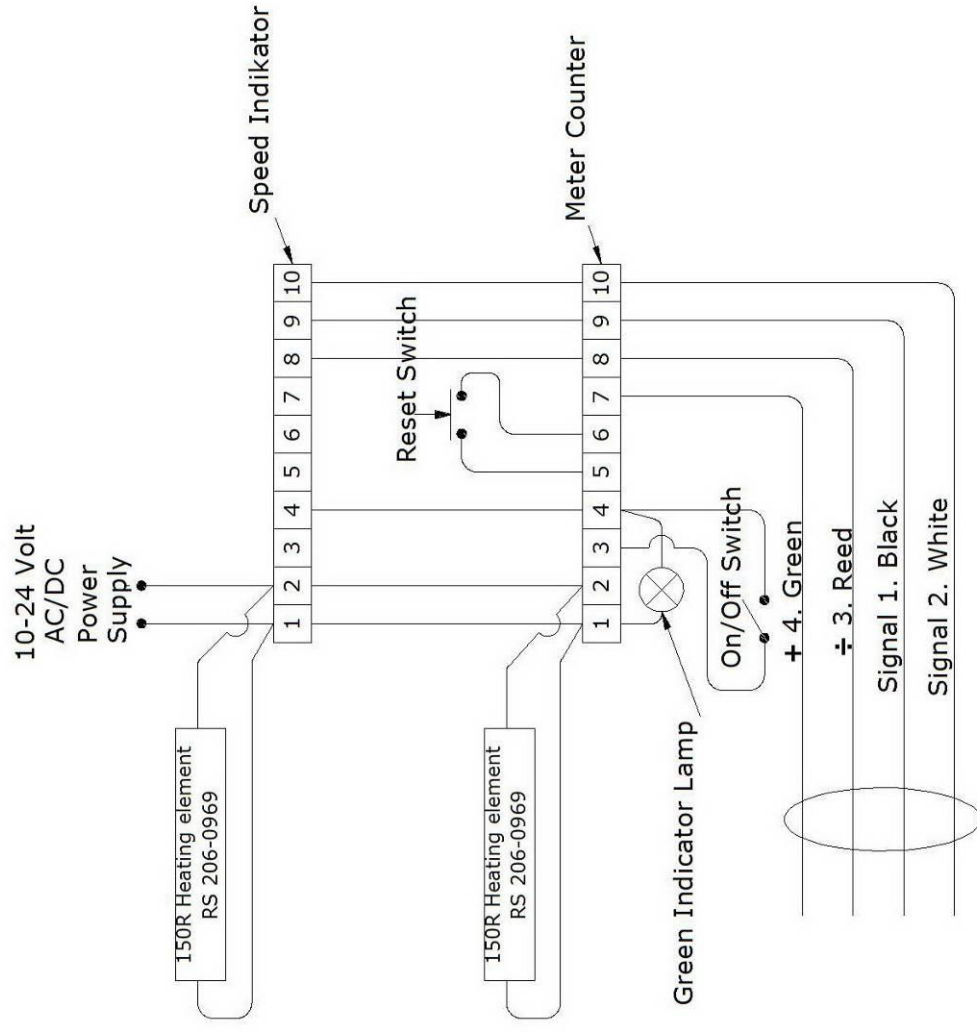 10-24 Volt
AC/DC
Power
Supply
Speed Indikator
150R Heating element
RS 206-0969
1 2 3 4 5 6 7 8 9 10
Reset Switch
Meter Counter
150R Heating element
RS 206-0969
1 2 3 4 5 6 7 8 9 10
Green Indicator Lamp
On/Off Switch
+ 4. Green
÷ 3. Reed
Signal 1. Black
Signal 2. White